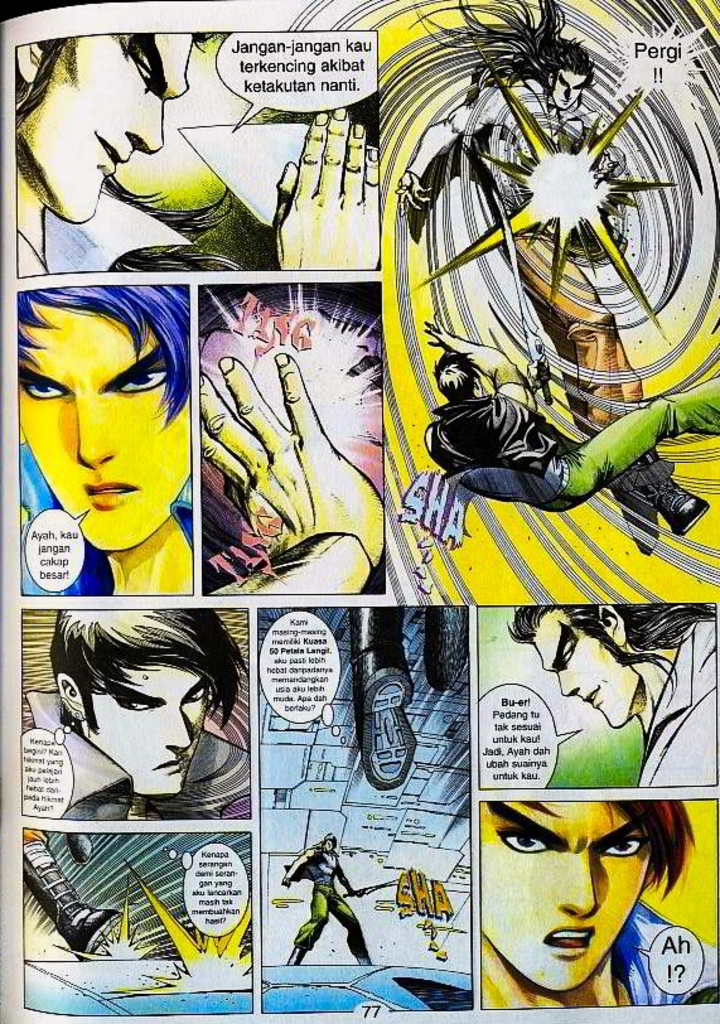 Jangan-jangan kau
terkencing akibat
ketakutan nanti.
Pergi
!!
Ayah, kau
jangan
cakap
besar!
SHA
Kenapa
begini? Kan
hikmat yang
aku pelajari
jauh lebih
hebat dari-
pada hikmat
Ayah?
Kenapa
serangan
demi seran-
gan yang
aku lancarkan
masih tak
membuahkan
hasil?
Kami
masing-masing
memiliki Kuasa
50 Petala Langit,
aku pasti lebih
hebat daripadanya
memandangkan
usia aku lebih
muda. Apa dah
berlaku?
SHA
Bu-er!
Pedang tu
tak sesuai
untuk kau!
Jadi, Ayah dah
ubah suainya
untuk kau.
Ah
!?
77